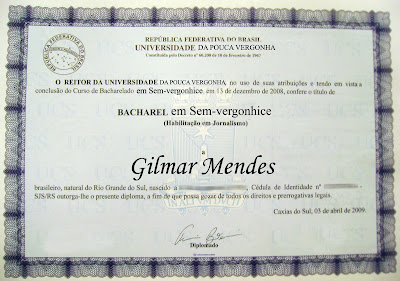 REPÚBLICA FEDERATIVA DO BRASIL
UNIVERSIDADE DA POUCA VERGONHA
O REITOR DA UNIVERSIDADE DA POUCA VERGONHA, no uso de suas atribuições e tendo em vista a
conclusão do Curso de Bacharelado em Sem-vergonhice, em 13 de dezembro de 2008, confere o título de
BACHAREL em Sem-vergonhice
(Habilitação em Jornalismo)
a
Gilmar Mendes
brasileiro, natural do Rio Grande do Sul, nascido a , Cédula de Identidade nº
SJS/RS outorga-lhe o presente diploma, a fim de que possa gozar de todos os direitos e prerrogativas legais.
Caxias do Sul, 03 de abril de 2009.
Diplomado